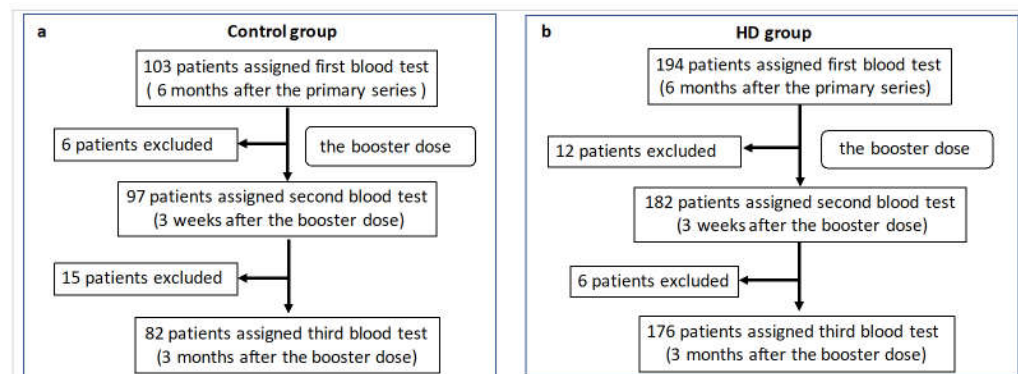 a
Control group
103 patients assigned first blood test
( 6 months after the primary series )
6 patients excluded
the booster dose
97 patients assigned second blood test
(3 weeks after the booster dose)
15 patients excluded
82 patients assigned third blood test
(3 months after the booster dose)
b
HD group
194 patients assigned first blood test
(6 months after the primary series)
12 patients excluded
the booster dose
182 patients assigned second blood test
(3 weeks after the booster dose)
6 patients excluded
176 patients assigned third blood test
(3 months after the booster dose)